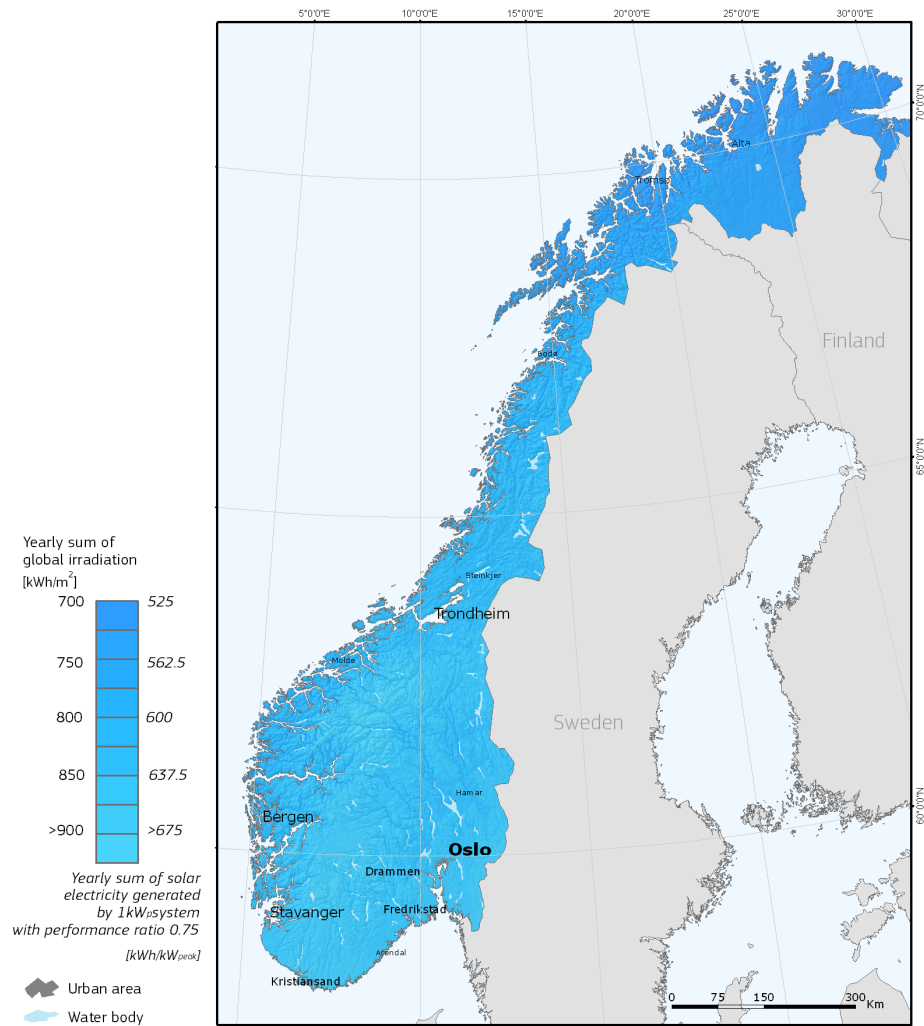 5°0'0"E 10°0'0"E 15°0'0"E 20°0'0"E 25°0'0"E 30°0'0"E
70°0'0"N
Alta
Tromsø
Finland
Bodø
65°0'0"N
Yearly sum of
global irradiation
[kWh/m²]
Steinkjer
700 525
Trondheim
750 562.5
Molde
800 600
Sweden
850 637.5
Hamar
60°0'0"N
>900 >675
Bergen
Oslo
Yearly sum of solar
electricity generated
by 1kWpsystem
with performance ratio 0.75
[kWh/kWpeak]
Drammen
Stavanger
Fredrikstad
Arendal
Kristiansand
Urban area
Water body
0 75 150 300 Km